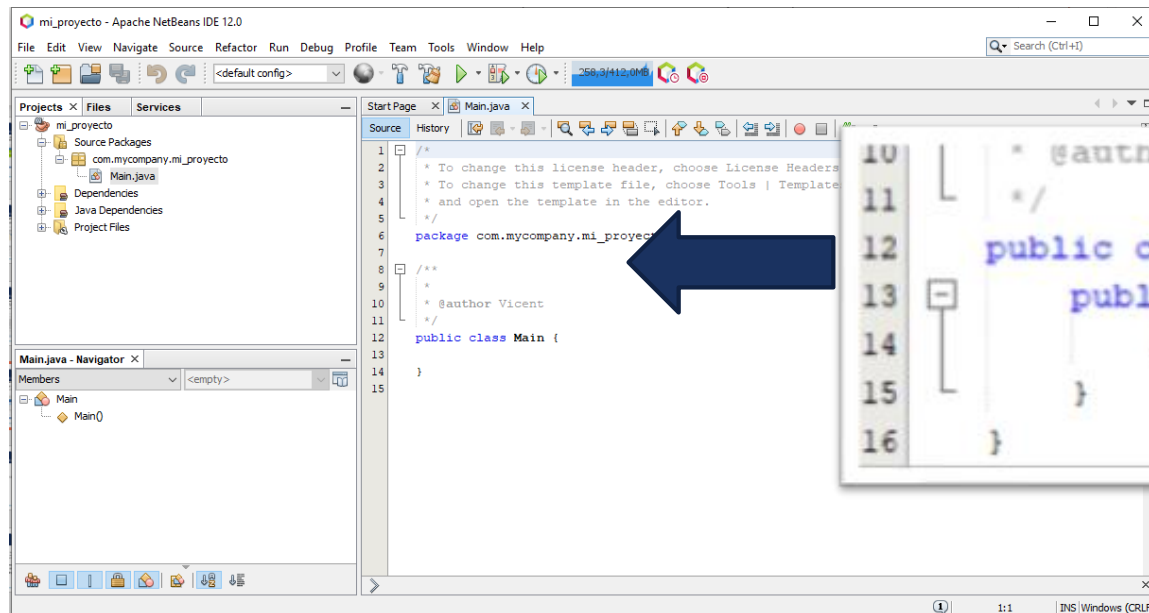 mi_proyecto - Apache NetBeans IDE 12.0
File Edit View Navigate Source Refactor Run Debug Profile Team Tools Window Help
Search (Ctrl+I)
<default config>
258,3/412,0MB
Projects Files Services
mi_proyecto
Source Packages
com.mycompany.mi_proyecto
Main.java
Dependencies
Java Dependencies
Project Files
Main.java - Navigator
Members <empty>
Main
Main()
Start Page Main.java
Source History
1 /*
2 * To change this license header, choose License Headers
3 * To change this template file, choose Tools | Template
4 * and open the template in the editor.
5 */
6 package com.mycompany.mi_proyect
7
8 /**
9 *
10 * @author Vicent
11 */
12 public class Main {
13
14 }
15
10 * @auth
11 */
12 public c
13 publ
14
15 }
16 }
1 1:1 INS Windows (CRLF